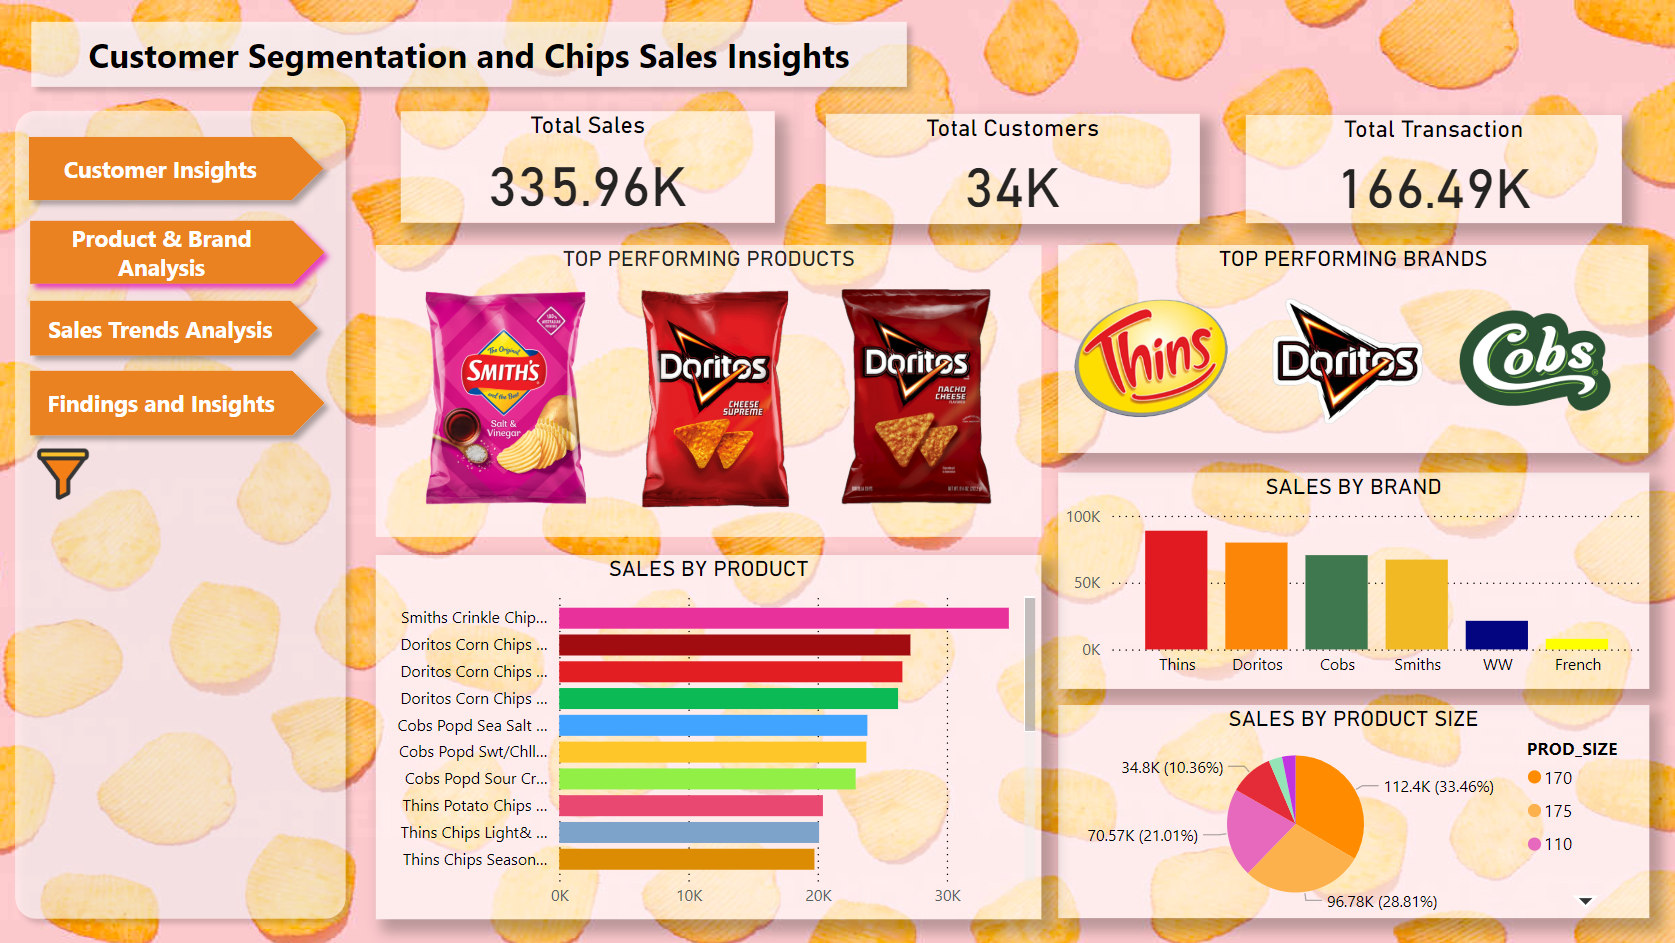 Customer Segmentation and Chips Sales Insights
Customer Insights
Product & Brand
Analysis
Sales Trends Analysis
Findings and Insights
Total Sales
335.96K
Total Customers
34K
Total Transaction
166.49K
TOP PERFORMING PRODUCTS
The Original
SMITH'S
and the Best
Salt &
Vinegar
Doritos
CHEESE
SUPREME
Doritos
NACHO
CHEESE
TOP PERFORMING BRANDS
Thins
Doritos
Cobs
SALES BY PRODUCT
Smiths Crinkle Chip...
Doritos Corn Chips ...
Doritos Corn Chips ...
Doritos Corn Chips ...
Cobs Popd Sea Salt ...
Cobs Popd Swt/Chll...
Cobs Popd Sour Cr...
Thins Potato Chips ...
Thins Chips Light& ...
Thins Chips Season...
0K 10K 20K 30K
SALES BY BRAND
100K
50K
0K
Thins Doritos Cobs Smiths WW French
SALES BY PRODUCT SIZE
34.8K (10.36%)
112.4K (33.46%)
70.57K (21.01%)
96.78K (28.81%)
PROD_SIZE
170
175
110